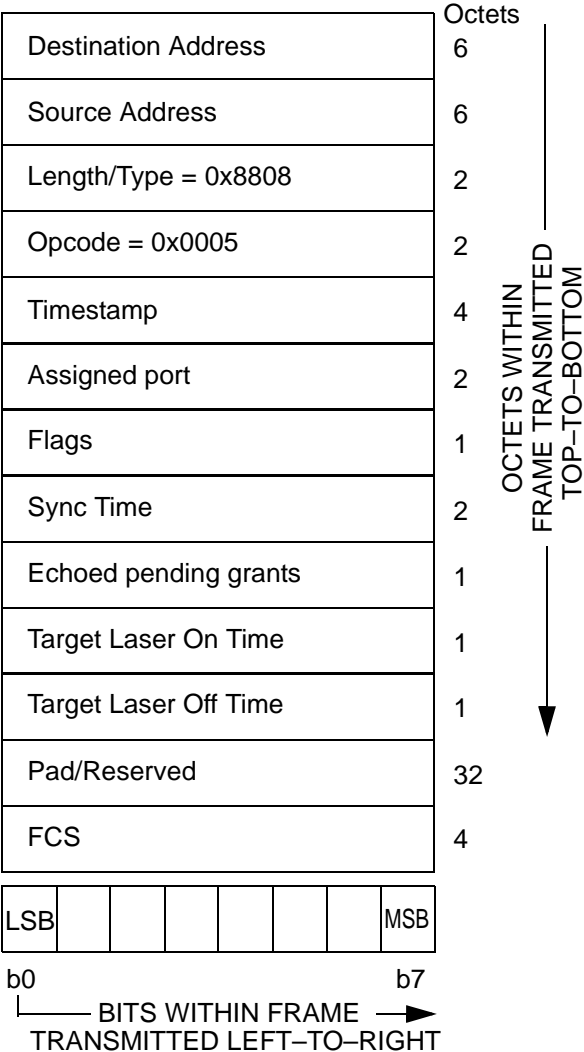 Octets
Destination Address 6
Source Address 6
Length/Type = 0x8808 2
Opcode = 0x0005 2
Timestamp 4
Assigned port 2
Flags 1
Sync Time 2
Echoed pending grants 1
Target Laser On Time 1
Target Laser Off Time 1
Pad/Reserved 32
FCS 4
OCTETS WITHIN
FRAME TRANSMITTED
TOP–TO–BOTTOM
LSB MSB
b0 b7
BITS WITHIN FRAME
TRANSMITTED LEFT–TO–RIGHT